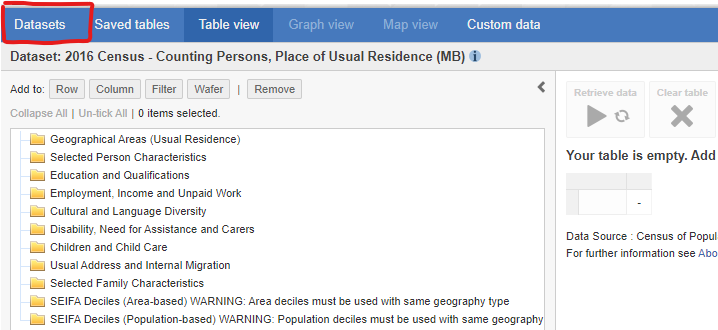 Datasets Saved tables Table view Graph view Map view Custom data
Dataset: 2016 Census - Counting Persons, Place of Usual Residence (MB) i
Add to: Row Column Filter Wafer | Remove
Collapse All | Un-tick All | 0 items selected.
Geographical Areas (Usual Residence)
Selected Person Characteristics
Education and Qualifications
Employment, Income and Unpaid Work
Cultural and Language Diversity
Disability, Need for Assistance and Carers
Children and Child Care
Usual Address and Internal Migration
Selected Family Characteristics
SEIFA Deciles (Area-based) WARNING: Area deciles must be used with same geography type
SEIFA Deciles (Population-based) WARNING: Population deciles must be used with same geography
Retrieve data Clear table
Your table is empty. Add
-
Data Source : Census of Popul
For further information see Abo